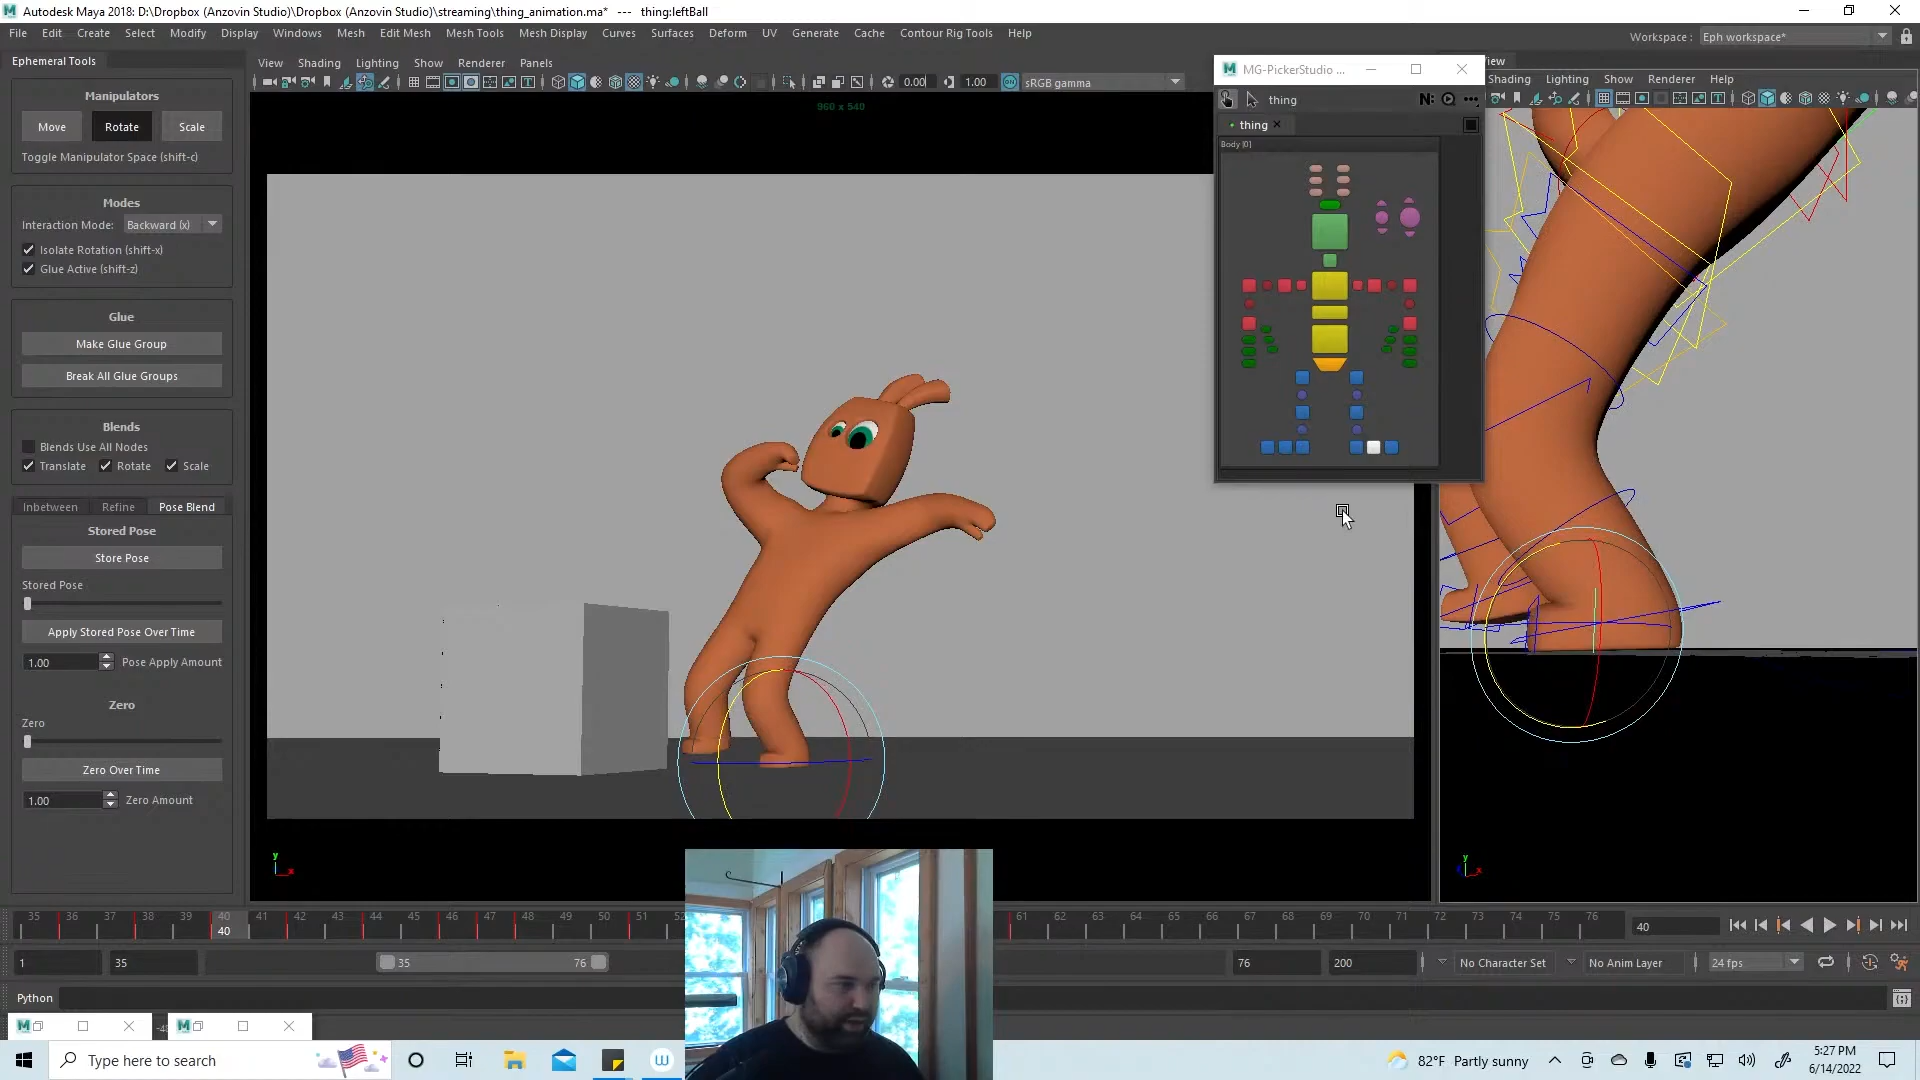 Autodesk Maya 2018: D:\Dropbox (Anzovin Studio)\Dropbox (Anzovin Studio)\streaming\thing_animation.ma* --- thing:leftBall
File Edit Create Select Modify Display Windows Mesh Edit Mesh Mesh Tools Mesh Display Curves Surfaces Deform UV Generate Cache Contour Rig Tools Help
Workspace : Eph workspace*
Ephemeral Tools
Manipulators
Move Rotate Scale
Toggle Manipulator Space (shift-c)
Modes
Interaction Mode: Backward (x)
Isolate Rotation (shift-x)
Glue Active (shift-z)
Glue
Make Glue Group
Break All Glue Groups
Blends
Blends Use All Nodes
Translate Rotate Scale
Inbetween Refine Pose Blend
Stored Pose
Store Pose
Stored Pose
Apply Stored Pose Over Time
1.00 Pose Apply Amount
Zero
Zero
Zero Over Time
1.00 Zero Amount
View Shading Lighting Show Renderer Panels
0.00 1.00 sRGB gamma
960 x 540
MG-PickerStudio ...
thing
N:
thing
Body [0]
iew
Shading Lighting Show Renderer Help
y
x
y
x
35 36 37 38 39 40 41 42 43 44 45 46 47 48 49 50 51 61 62 63 64 65 66 67 68 69 70 71 72 73 74 75 76
40
40
1 35 35 76 76 200 No Character Set No Anim Layer 24 fps
Python
Type here to search
82°F Partly sunny
5:27 PM
6/14/2022